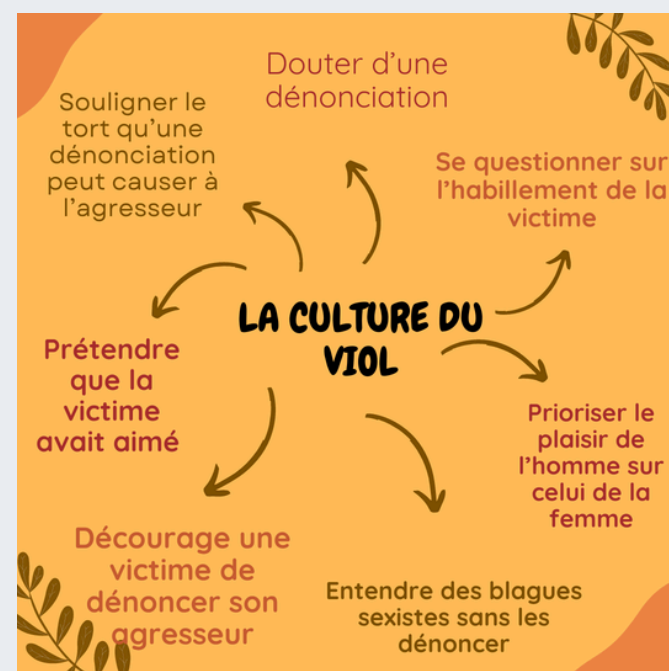 Douter d'une
dénonciation
Souligner le
tort qu'une
dénonciation
peut causer à
l'agresseur
Se questionner sur
l'habillement de la
victime
LA CULTURE DU
VIOL
Prétendre
que la
victime
avait aimé
Prioriser le
plaisir de
l'homme sur
celui de la
femme
Décourage une
victime de
dénoncer son
agresseur
Entendre des blagues
sexistes sans les
dénoncer